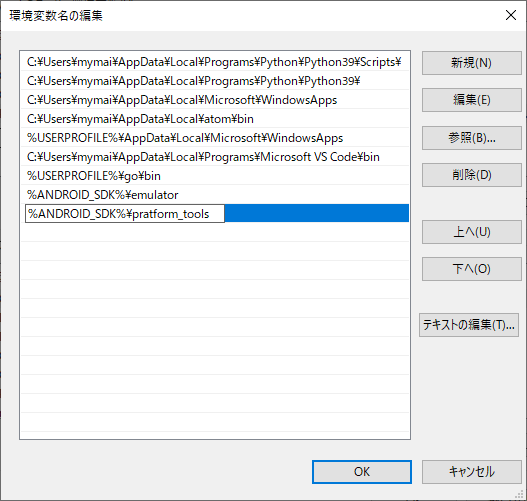 環境変数名の編集
C:¥Users¥mymai¥AppData¥Local¥Programs¥Python¥Python39¥Scripts¥
C:¥Users¥mymai¥AppData¥Local¥Programs¥Python¥Python39¥
C:¥Users¥mymai¥AppData¥Local¥Microsoft¥WindowsApps
C:¥Users¥mymai¥AppData¥Local¥atom¥bin
%USERPROFILE%¥AppData¥Local¥Microsoft¥WindowsApps
C:¥Users¥mymai¥AppData¥Local¥Programs¥Microsoft VS Code¥bin
%USERPROFILE%¥go¥bin
%ANDROID_SDK%¥emulator
%ANDROID_SDK%¥pratform_tools
新規(N)
編集(E)
参照(B)...
削除(D)
上へ(U)
下へ(O)
テキストの編集(T)...
OK
キャンセル